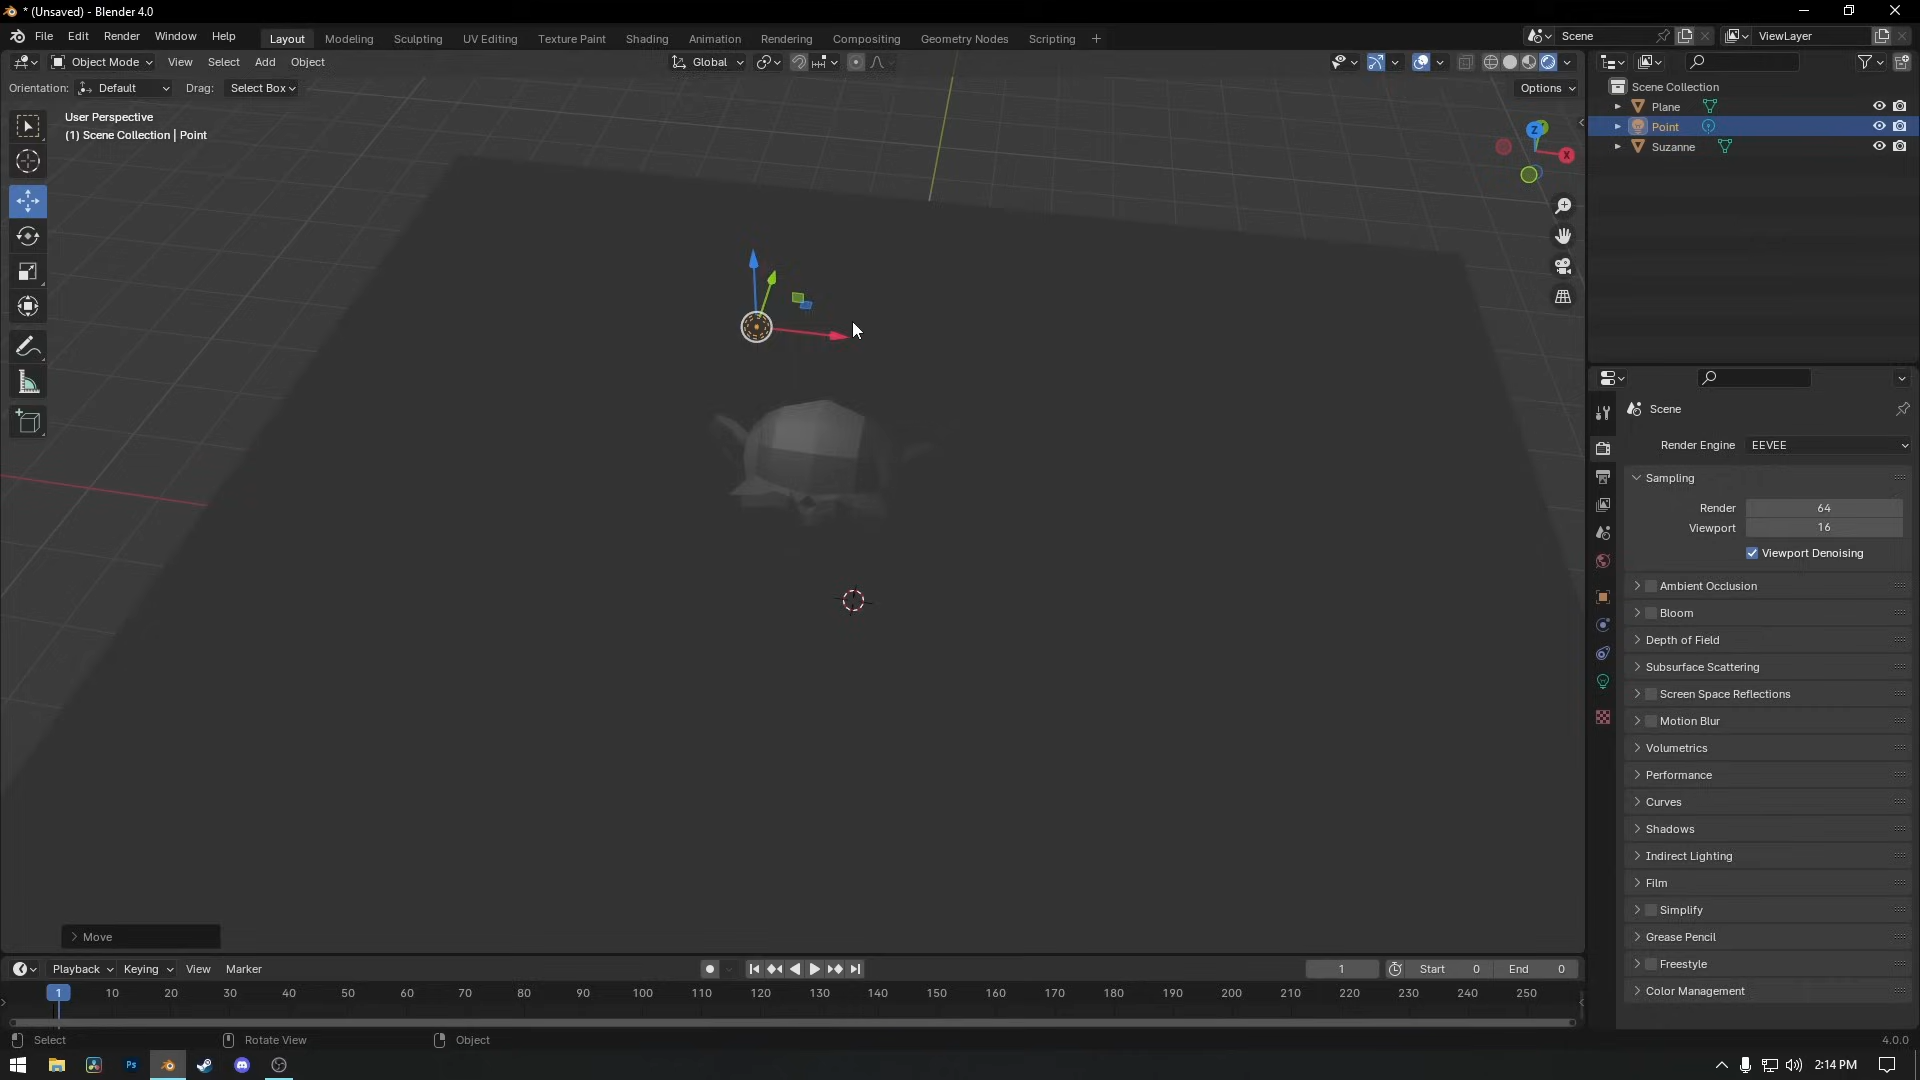 * (Unsaved) - Blender 4.0
File Edit Render Window Help Layout Modeling Sculpting UV Editing Texture Paint Shading Animation Rendering Compositing Geometry Nodes Scripting + Scene ViewLayer
Object Mode View Select Add Object Global
Orientation: Default Drag: Select Box Options
User Perspective
(1) Scene Collection | Point
Z
X
Scene Collection
Plane
Point
Suzanne
Scene
Render Engine EEVEE
Sampling
Render 64
Viewport 16
Viewport Denoising
Ambient Occlusion
Bloom
Depth of Field
Subsurface Scattering
Screen Space Reflections
Motion Blur
Volumetrics
Performance
Curves
Shadows
Indirect Lighting
Film
Simplify
Grease Pencil
Freestyle
Color Management
Move
Playback Keying View Marker 1 Start 0 End 0
1 10 20 30 40 50 60 70 80 90 100 110 120 130 140 150 160 170 180 190 200 210 220 230 240 250
Select Rotate View Object 4.0.0
Ps 2:14 PM